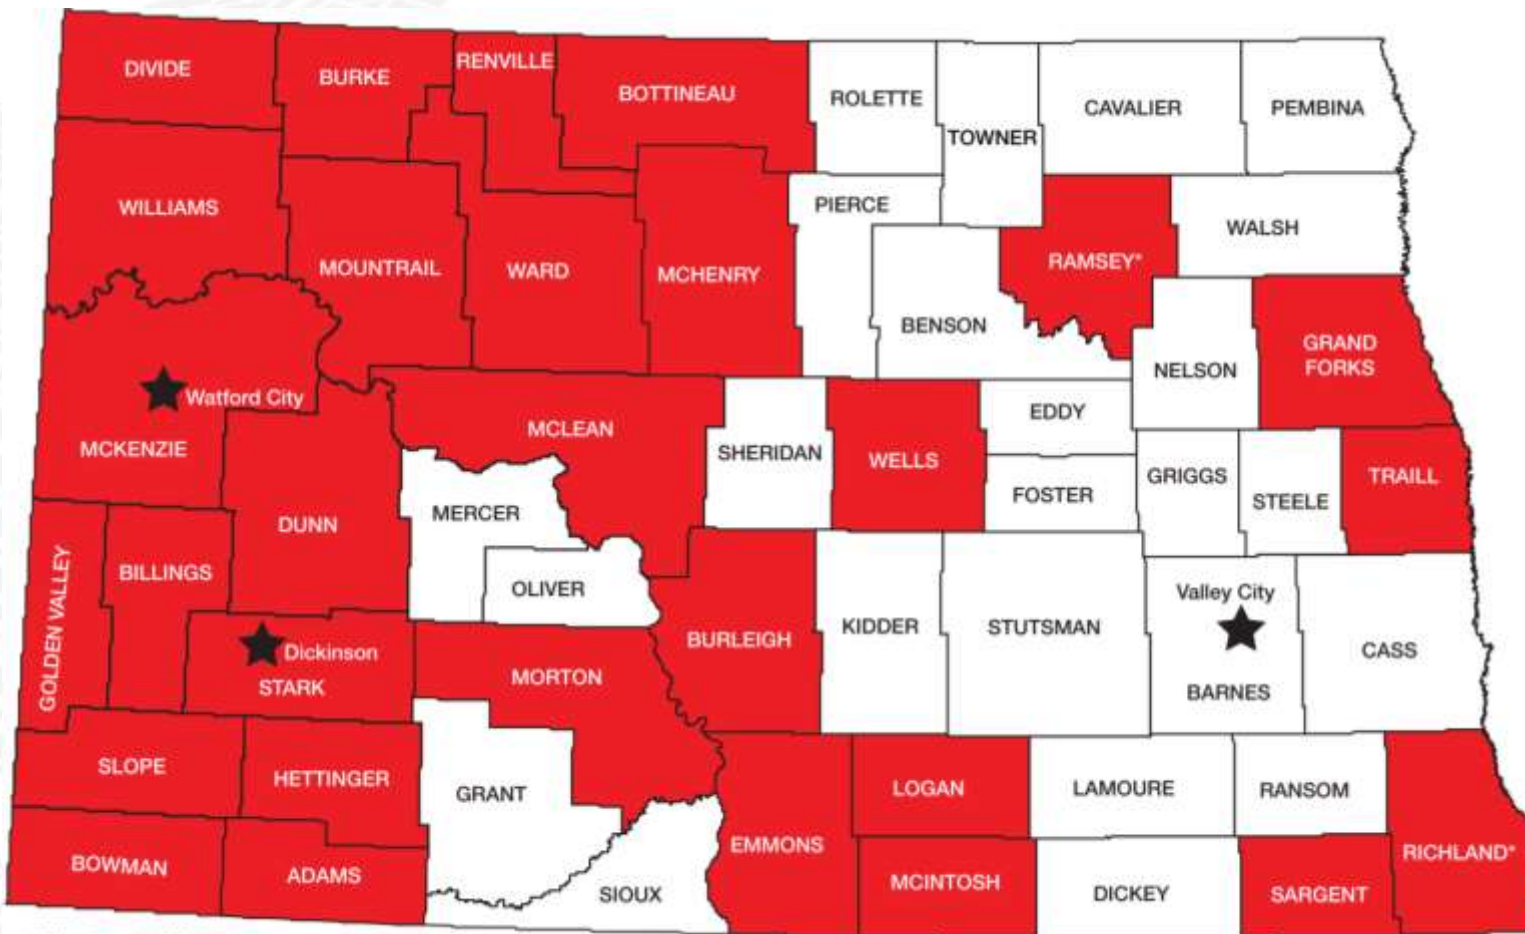 DIVIDE
BURKE
RENVILLE
BOTTINEAU
ROLETTE
TOWNER
CAVALIER
PEMBINA
WILLIAMS
MOUNTRAIL
WARD
MCHENRY
PIERCE
BENSON
RAMSEY*
WALSH
Watford City
MCKENZIE
DUNN
MCLEAN
SHERIDAN
WELLS
EDDY
FOSTER
NELSON
GRAND
FORKS
GRIGGS
STEELE
TRAILL
GOLDEN VALLEY
BILLINGS
MERCER
OLIVER
Dickinson
STARK
MORTON
BURLEIGH
KIDDER
STUTSMAN
Valley City
BARNES
CASS
SLOPE
HETTINGER
GRANT
LOGAN
LAMOURE
RANSOM
BOWMAN
ADAMS
SIOUX
EMMONS
MCINTOSH
DICKEY
SARGENT
RICHLAND*